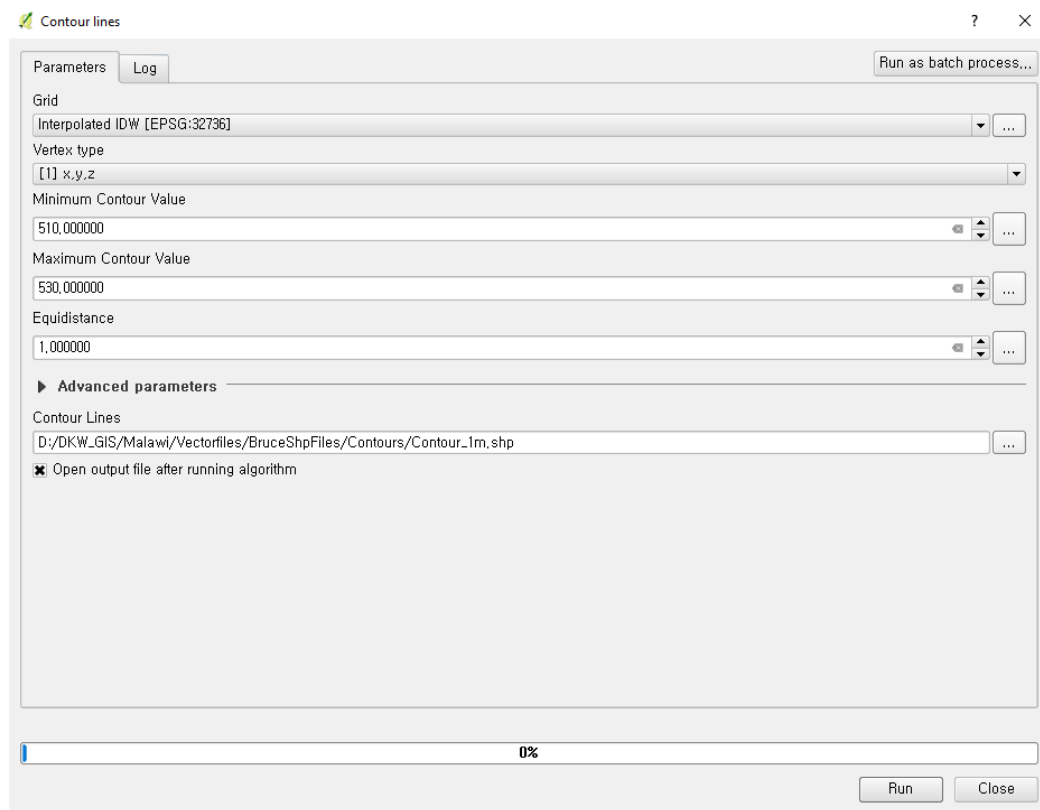 Contour lines ?
Parameters Log Run as batch process...
Grid
Interpolated IDW [EPSG:32736] ...
Vertex type
[1] x,y,z
Minimum Contour Value
510,000000 ...
Maximum Contour Value
530,000000 ...
Equidistance
1,000000 ...
Advanced parameters
Contour Lines
D:/DKW_GIS/Malawi/Vectorfiles/BruceShpFiles/Contours/Contour_1m.shp ...
Open output file after running algorithm
0%
Run Close